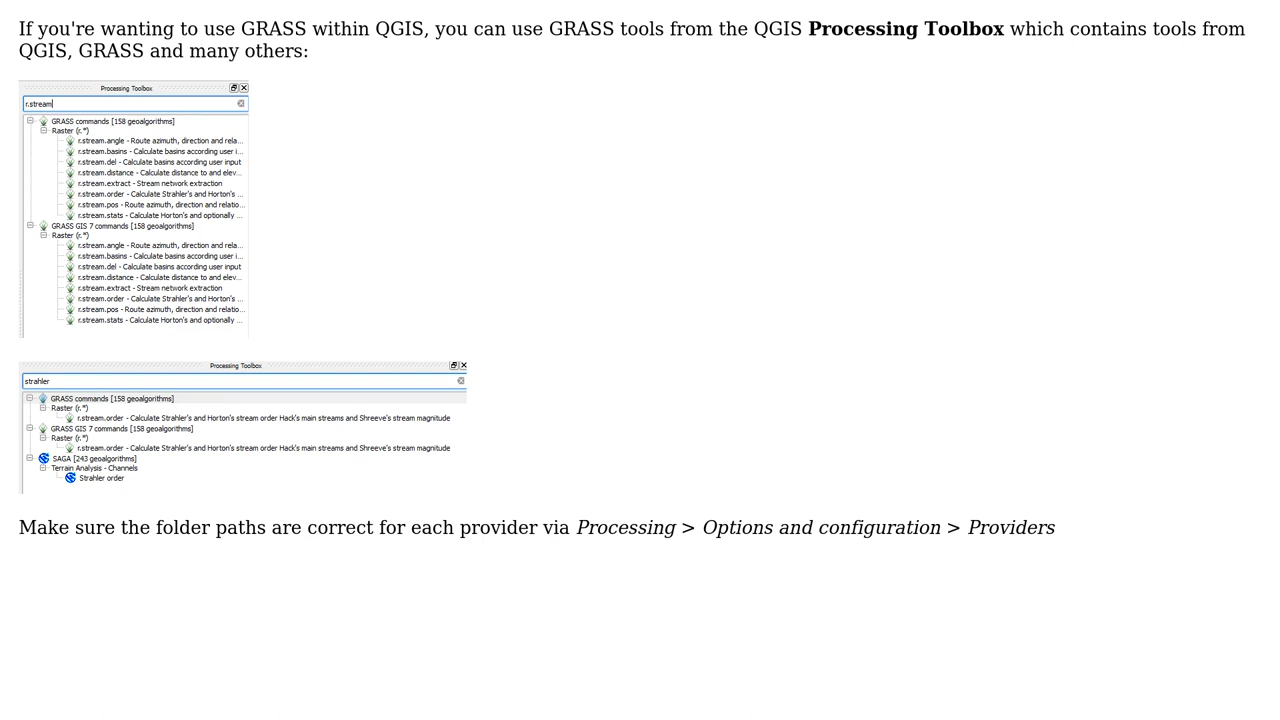 If you're wanting to use GRASS within QGIS, you can use GRASS tools from the QGIS Processing Toolbox which contains tools from
QGIS, GRASS and many others:
Processing Toolbox
r.stream
GRASS commands [158 geoalgorithms]
Raster (r.*)
r.stream.angle - Route azimuth, direction and rela...
r.stream.basins - Calculate basins according user i...
r.stream.del - Calculate basins according user input
r.stream.distance - Calculate distance to and elev...
r.stream.extract - Stream network extraction
r.stream.order - Calculate Strahler's and Horton's ...
r.stream.pos - Route azimuth, direction and relatio...
r.stream.stats - Calculate Horton's and optionally ...
GRASS GIS 7 commands [158 geoalgorithms]
Raster (r.*)
r.stream.angle - Route azimuth, direction and rela...
r.stream.basins - Calculate basins according user i...
r.stream.del - Calculate basins according user input
r.stream.distance - Calculate distance to and elev...
r.stream.extract - Stream network extraction
r.stream.order - Calculate Strahler's and Horton's ...
r.stream.pos - Route azimuth, direction and relatio...
r.stream.stats - Calculate Horton's and optionally ...
Processing Toolbox
strahler
GRASS commands [158 geoalgorithms]
Raster (r.*)
r.stream.order - Calculate Strahler's and Horton's stream order Hack's main streams and Shreeve's stream magnitude
GRASS GIS 7 commands [158 geoalgorithms]
Raster (r.*)
r.stream.order - Calculate Strahler's and Horton's stream order Hack's main streams and Shreeve's stream magnitude
SAGA [243 geoalgorithms]
Terrain Analysis - Channels
Strahler order
Make sure the folder paths are correct for each provider via Processing > Options and configuration > Providers